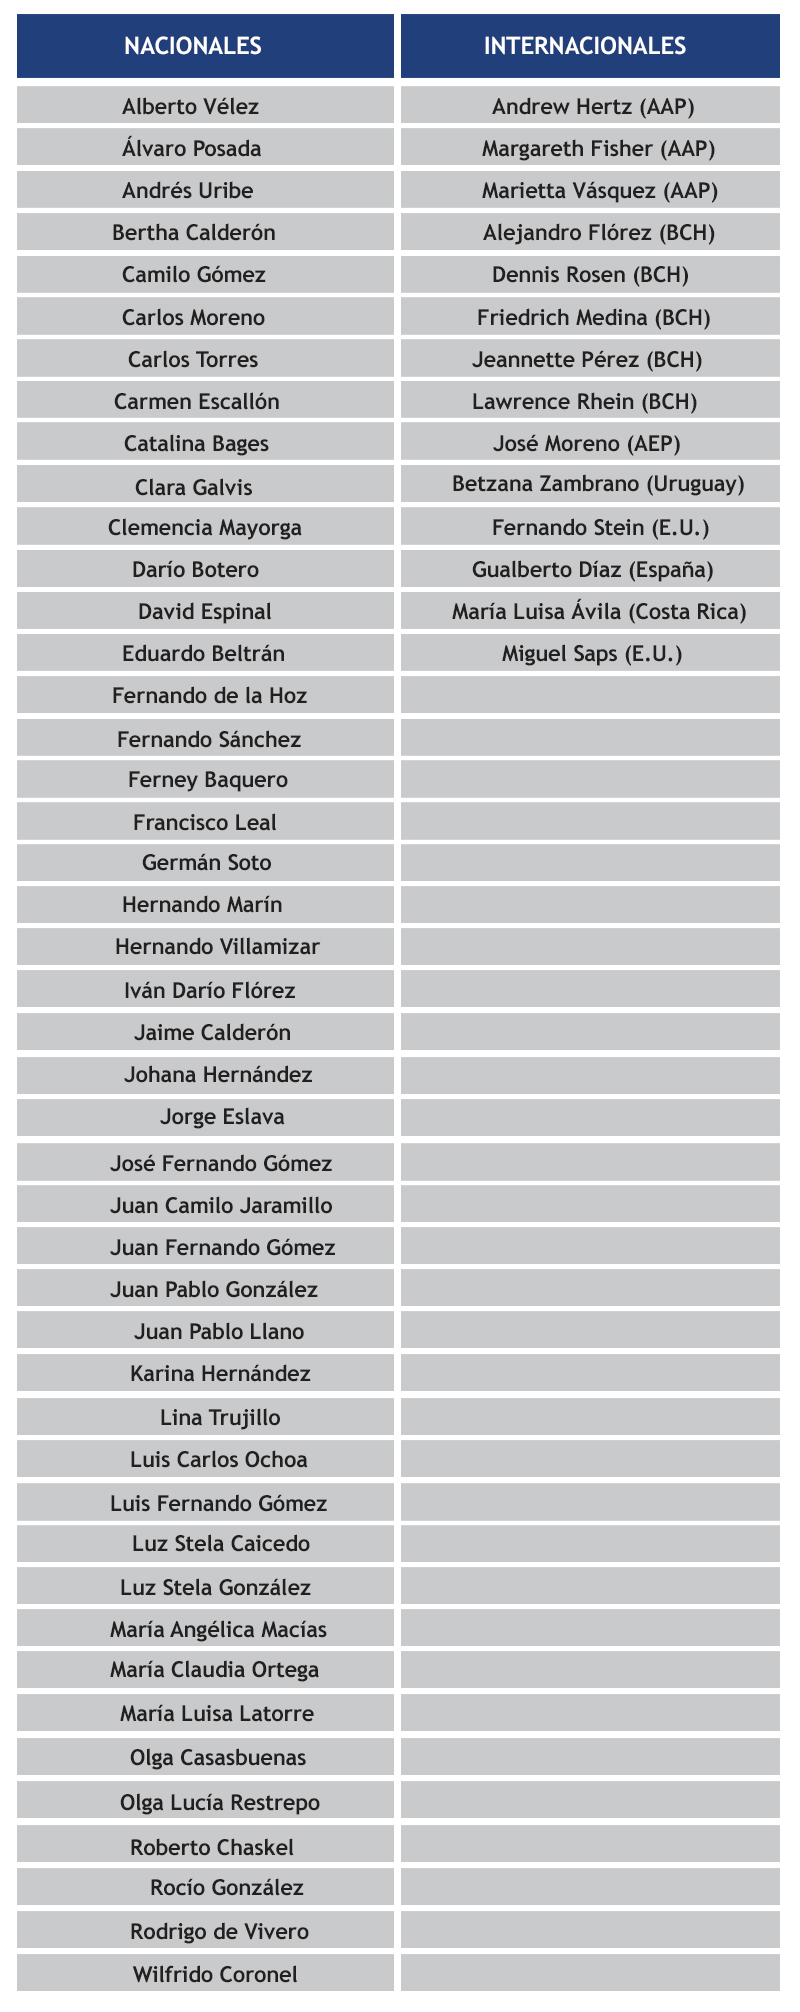 NACIONALES INTERNACIONALES
Alberto Vélez Andrew Hertz (AAP)
Álvaro Posada Margareth Fisher (AAP)
Andrés Uribe Marietta Vásquez (AAP)
Bertha Calderón Alejandro Flórez (BCH)
Camilo Gómez Dennis Rosen (BCH)
Carlos Moreno Friedrich Medina (BCH)
Carlos Torres Jeannette Pérez (BCH)
Carmen Escallón Lawrence Rhein (BCH)
Catalina Bages José Moreno (AEP)
Clara Galvis Betzana Zambrano (Uruguay)
Clemencia Mayorga Fernando Stein (E.U.)
Darío Botero Gualberto Díaz (España)
David Espinal María Luisa Ávila (Costa Rica)
Eduardo Beltrán Miguel Saps (E.U.)
Fernando de la Hoz
Fernando Sánchez
Ferney Baquero
Francisco Leal
Germán Soto
Hernando Marín
Hernando Villamizar
Iván Darío Flórez
Jaime Calderón
Johana Hernández
Jorge Eslava
José Fernando Gómez
Juan Camilo Jaramillo
Juan Fernando Gómez
Juan Pablo González
Juan Pablo Llano
Karina Hernández
Lina Trujillo
Luis Carlos Ochoa
Luis Fernando Gómez
Luz Stela Caicedo
Luz Stela González
María Angélica Macías
María Claudia Ortega
María Luisa Latorre
Olga Casasbuenas
Olga Lucía Restrepo
Roberto Chaskel
Rocío González
Rodrigo de Vivero
Wilfrido Coronel